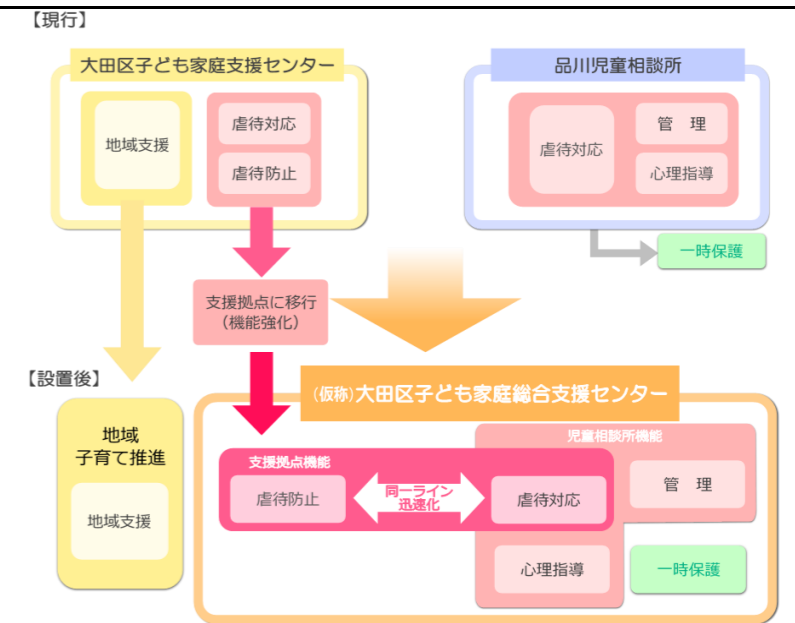 【現行】
大田区子ども家庭支援センター
品川児童相談所
地域支援
虐待対応
虐待防止
虐待対応
管　理
心理指導
一時保護
支援拠点に移行
（機能強化）
【設置後】
(仮称)大田区子ども家庭総合支援センター
地域
子育て推進
地域支援
児童相談所機能
支援拠点機能
虐待防止
同一ライン
迅速化
虐待対応
管　理
心理指導
一時保護